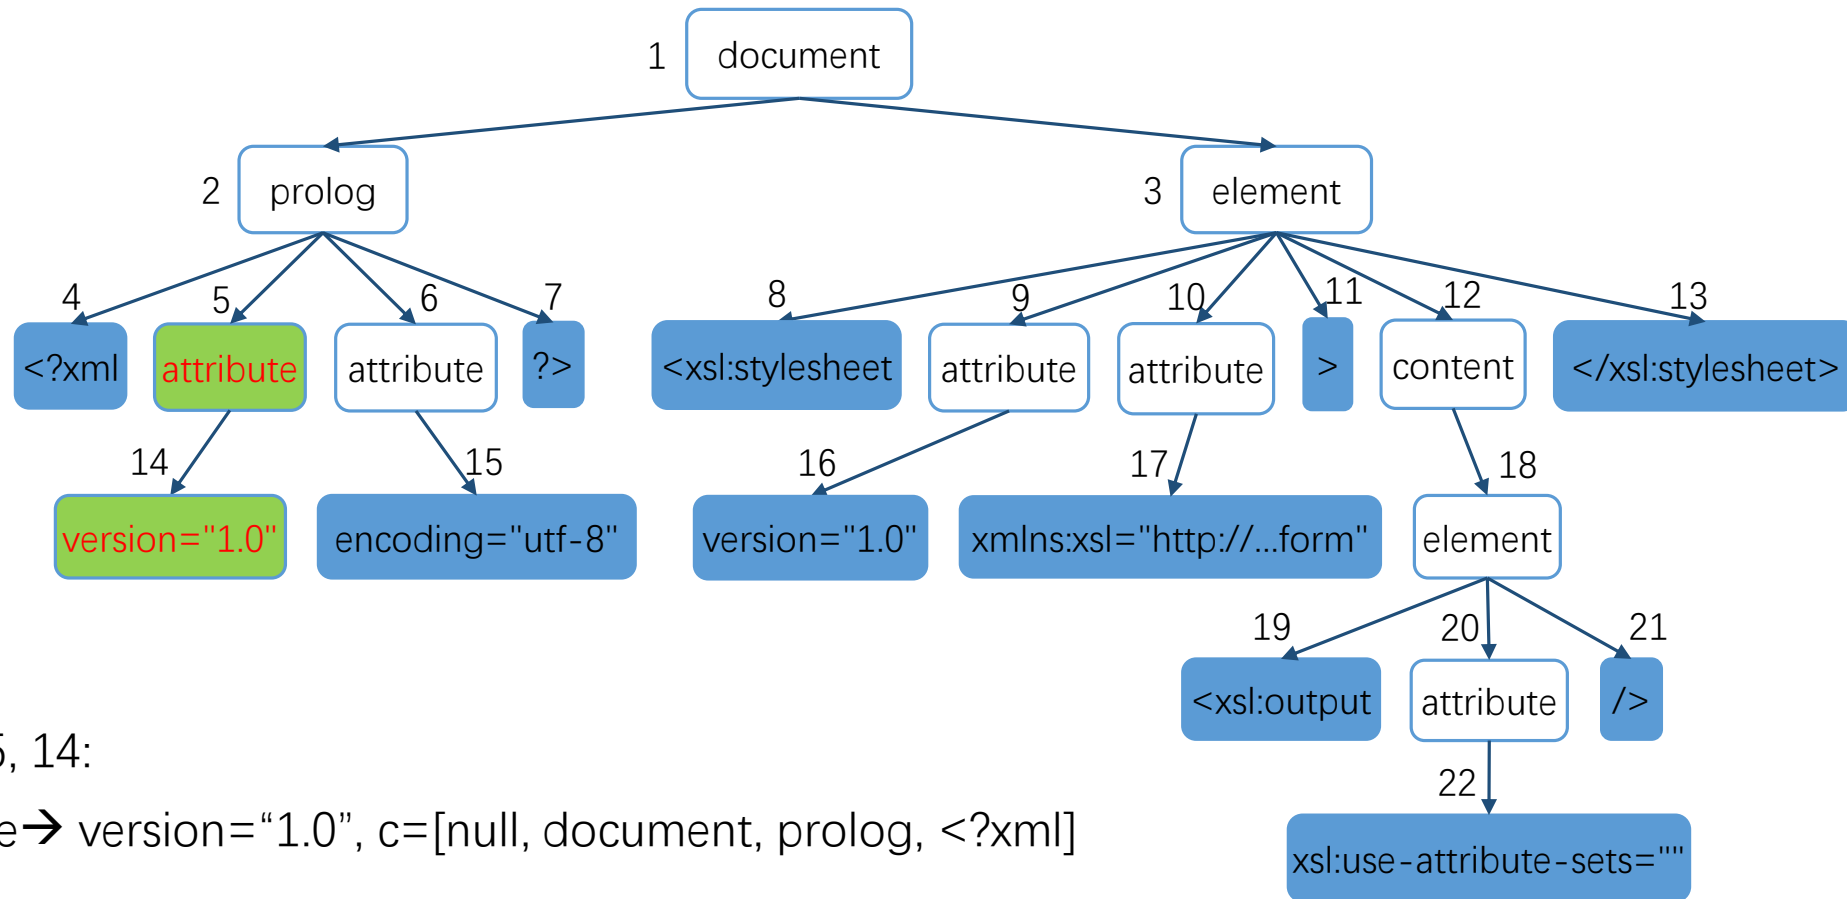 1 document
2 prolog 3 element
4 5 6 7 8 9 10 11 12 13
<?xml attribute attribute ?> <xsl:stylesheet attribute attribute > content </xsl:stylesheet>
14 15 16 17 18
version="1.0" encoding="utf-8" version="1.0" xmlns:xsl="http://...form" element
19 20 21
<xsl:output attribute />
, 14:
22
→ version=“1.0”, c=[null, document, prolog, <?xml]
xsl:use-attribute-sets=""